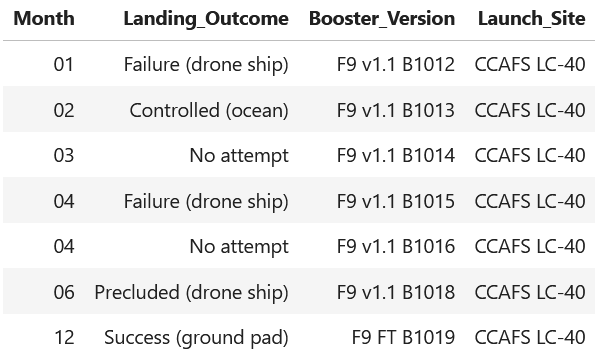 Month Landing_Outcome Booster_Version Launch_Site
01 Failure (drone ship) F9 v1.1 B1012 CCAFS LC-40
02 Controlled (ocean) F9 v1.1 B1013 CCAFS LC-40
03 No attempt F9 v1.1 B1014 CCAFS LC-40
04 Failure (drone ship) F9 v1.1 B1015 CCAFS LC-40
04 No attempt F9 v1.1 B1016 CCAFS LC-40
06 Precluded (drone ship) F9 v1.1 B1018 CCAFS LC-40
12 Success (ground pad) F9 FT B1019 CCAFS LC-40